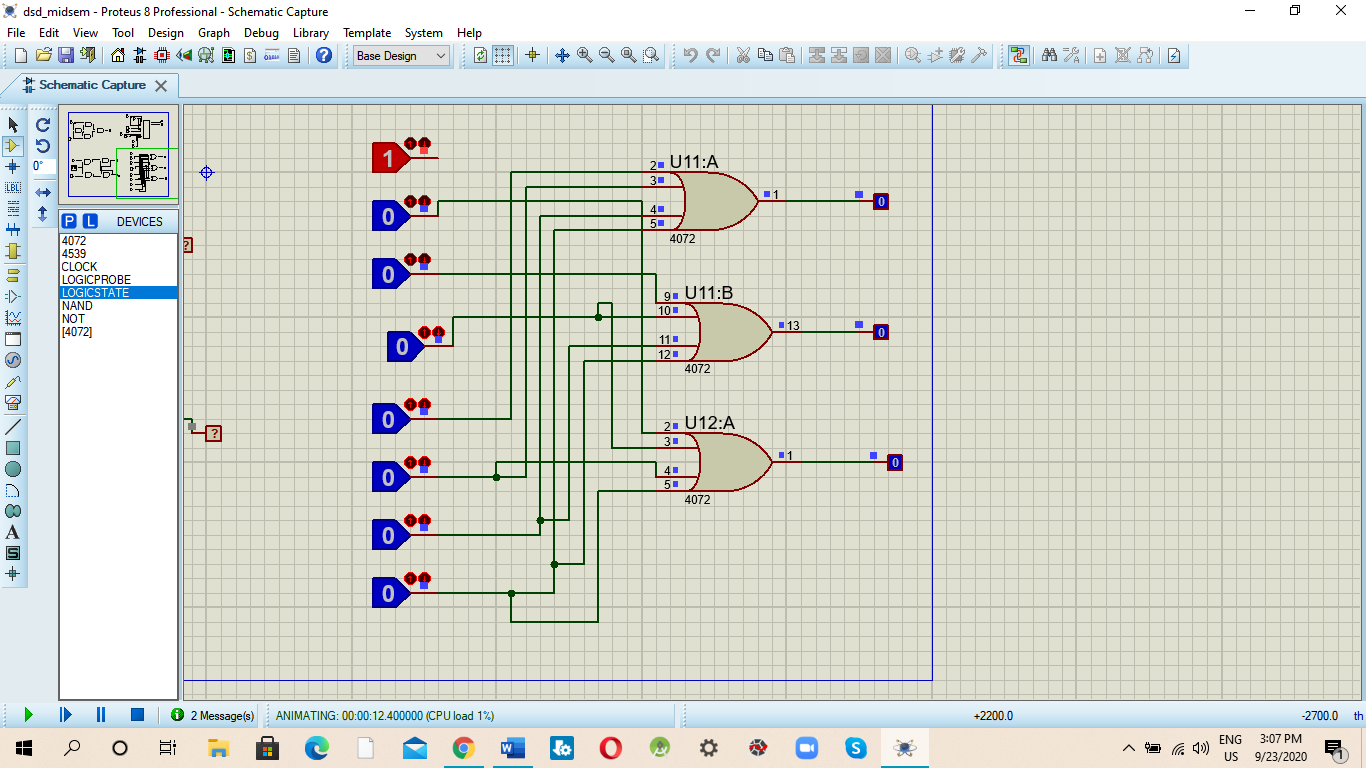 dsd_midsem - Proteus 8 Professional - Schematic Capture
File Edit View Tool Design Graph Debug Library Template System Help
Base Design
Schematic Capture
0°
LBL
A
S
P L DEVICES
4072
4539
CLOCK
LOGICPROBE
LOGICSTATE
NAND
NOT
[4072]
?
?
1
0
0
0
0
0
0
0
U11:A
2
3
4
5
1
4072
0
U11:B
9
10
11
12
13
4072
0
U12:A
2
3
4
5
1
4072
0
2 Message(s)
ANIMATING: 00:00:12.400000 (CPU load 1%)
+2200.0
-2700.0
th
ENG
US
3:07 PM
9/23/2020
1